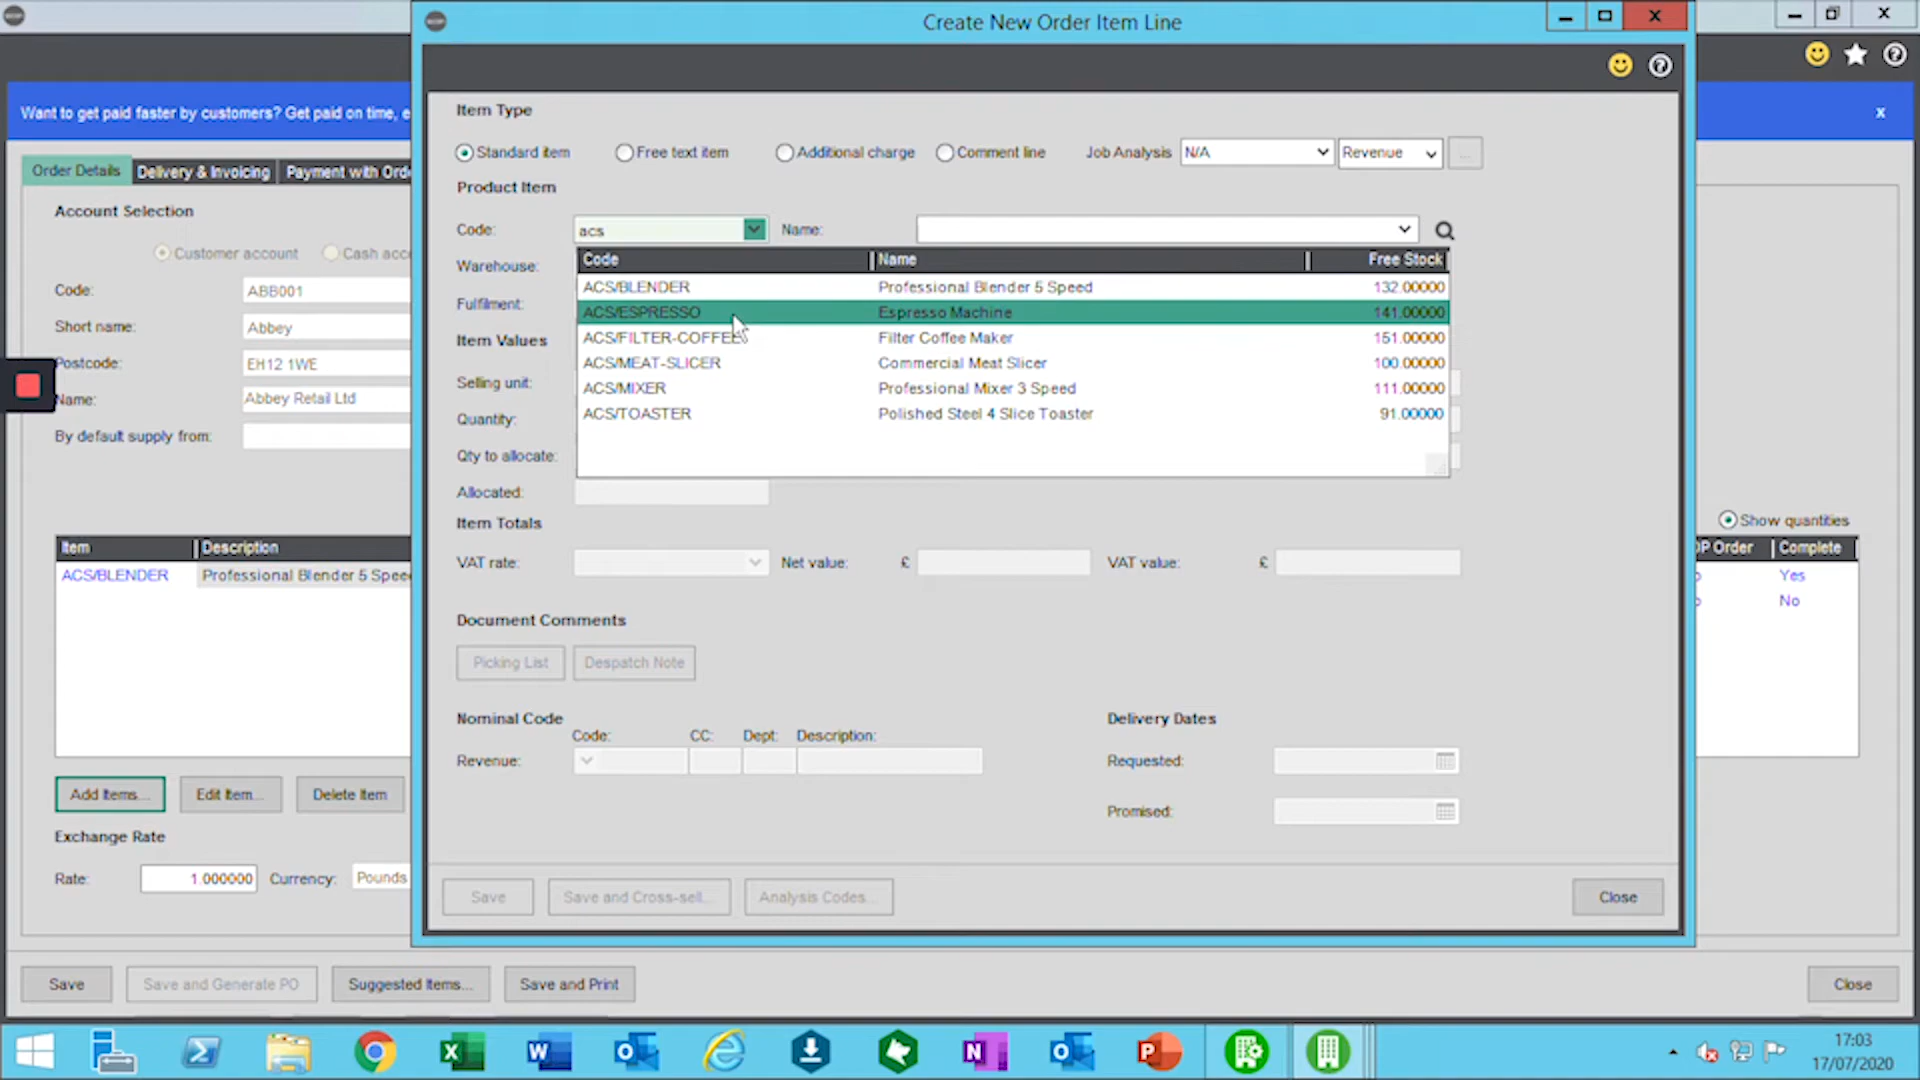 Create New Order Item Line
Want to get paid faster by customers? Get paid on time, e
x
Order Details
Delivery & Invoicing
Payment with Ord
Account Selection
Customer account
Cash acc
Code:
ABB001
Short name:
Abbey
Postcode:
EH12 1WE
Name:
Abbey Retail Ltd
By default supply from:
Item
Description
ACS/BLENDER
Professional Blender 5 Spee
Add Items...
Edit Item...
Delete Item
Exchange Rate
Rate:
1.000000
Currency:
Pounds
Save
Save and Generate PO
Suggested Items...
Save and Print
Close
Item Type
Standard item
Free text item
Additional charge
Comment line
Job Analysis
N/A
Revenue
...
Product Item
Code:
acs
Name:
Warehouse:
Fulfilment:
Code
Name
Free Stock
ACS/BLENDER
Professional Blender 5 Speed
132.00000
ACS/ESPRESSO
Espresso Machine
141.00000
ACS/FILTER-COFFEE
Filter Coffee Maker
151.00000
ACS/MEAT-SLICER
Commercial Meat Slicer
100.00000
ACS/MIXER
Professional Mixer 3 Speed
111.00000
ACS/TOASTER
Polished Steel 4 Slice Toaster
91.00000
Item Values
Selling unit:
Quantity:
Qty to allocate:
Allocated:
Item Totals
VAT rate:
Net value:
£
VAT value:
£
Document Comments
Picking List
Despatch Note
Nominal Code
Code:
CC:
Dept:
Description:
Revenue:
Delivery Dates
Requested:
Promised:
Save
Save and Cross-sell...
Analysis Codes...
Close
Show quantities
OP Order
Complete
Yes
No
17:03
17/07/2020